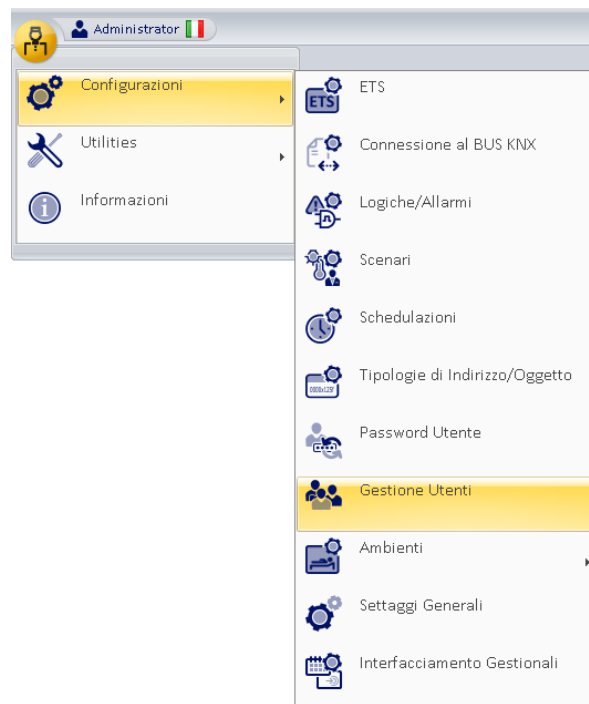 Administrator
Configurazioni
Utilities
Informazioni
ETS
ETS
Connessione al BUS KNX
Logiche/Allarmi
Scenari
Schedulazioni
Tipologie di Indirizzo/Oggetto
Password Utente
Gestione Utenti
Ambienti
Settaggi Generali
Interfacciamento Gestionali